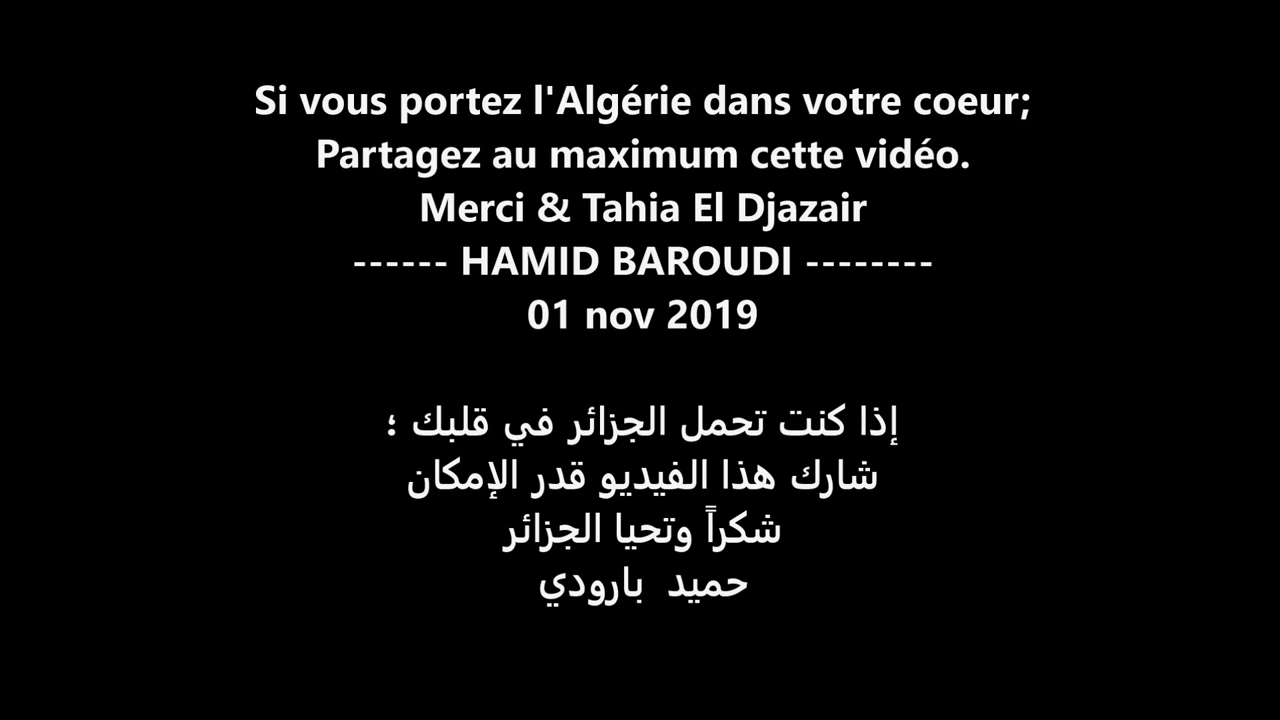 Si vous portez l'Algérie dans votre coeur;
Partagez au maximum cette vidéo.
Merci & Tahia El Djazair
------ HAMID BAROUDI --------
01 nov 2019
إذا كنت تحمل الجزائر في قلبك ؛
شارك هذا الفيديو قدر الإمكان
شكراً وتحيا الجزائر
حميد  بارودي